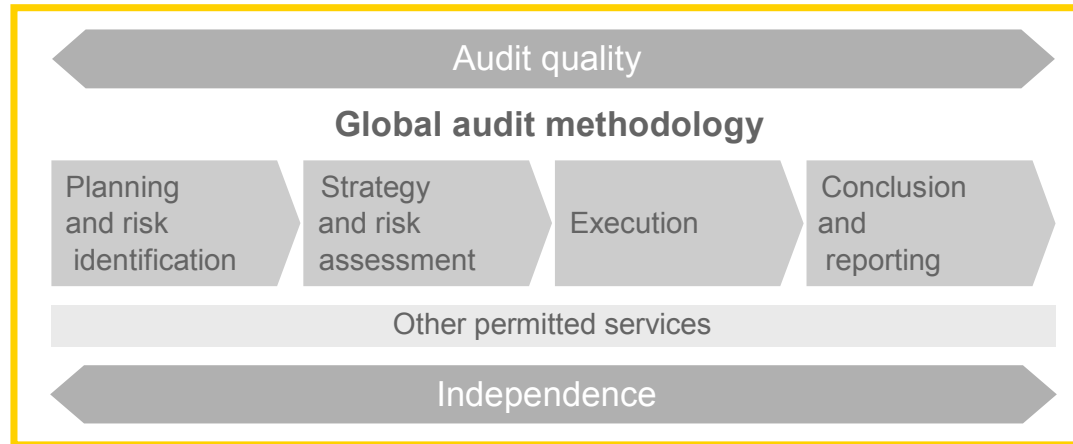 Audit quality
Global audit methodology
Planning
and risk
identification
Strategy
and risk
assessment
Execution
Conclusion
and
reporting
Other permitted services
Independence